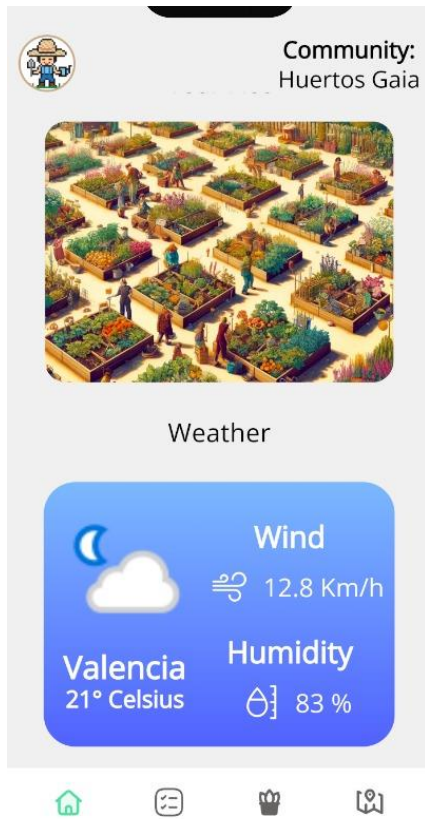 Community:
Huertos Gaia
Weather
Wind
12.8 Km/h
Humidity
83 %
Valencia
21° Celsius